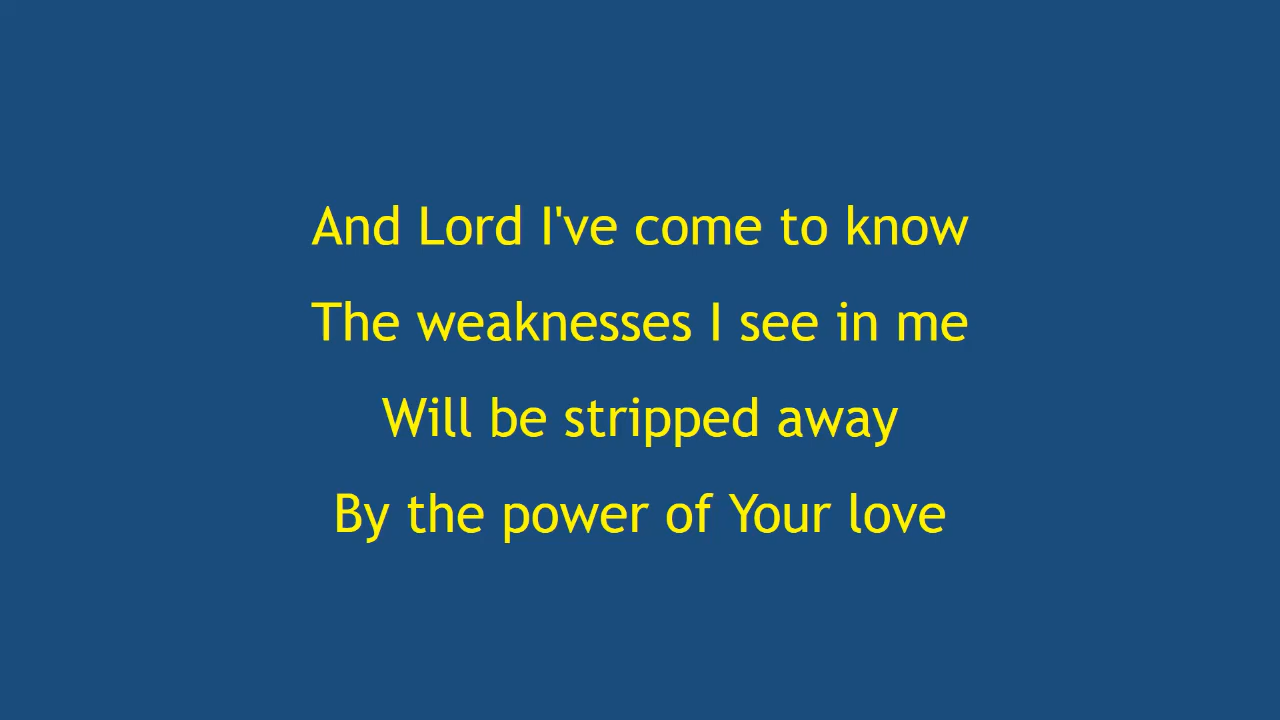 And Lord I've come to know
The weaknesses I see in me
Will be stripped away
By the power of Your love